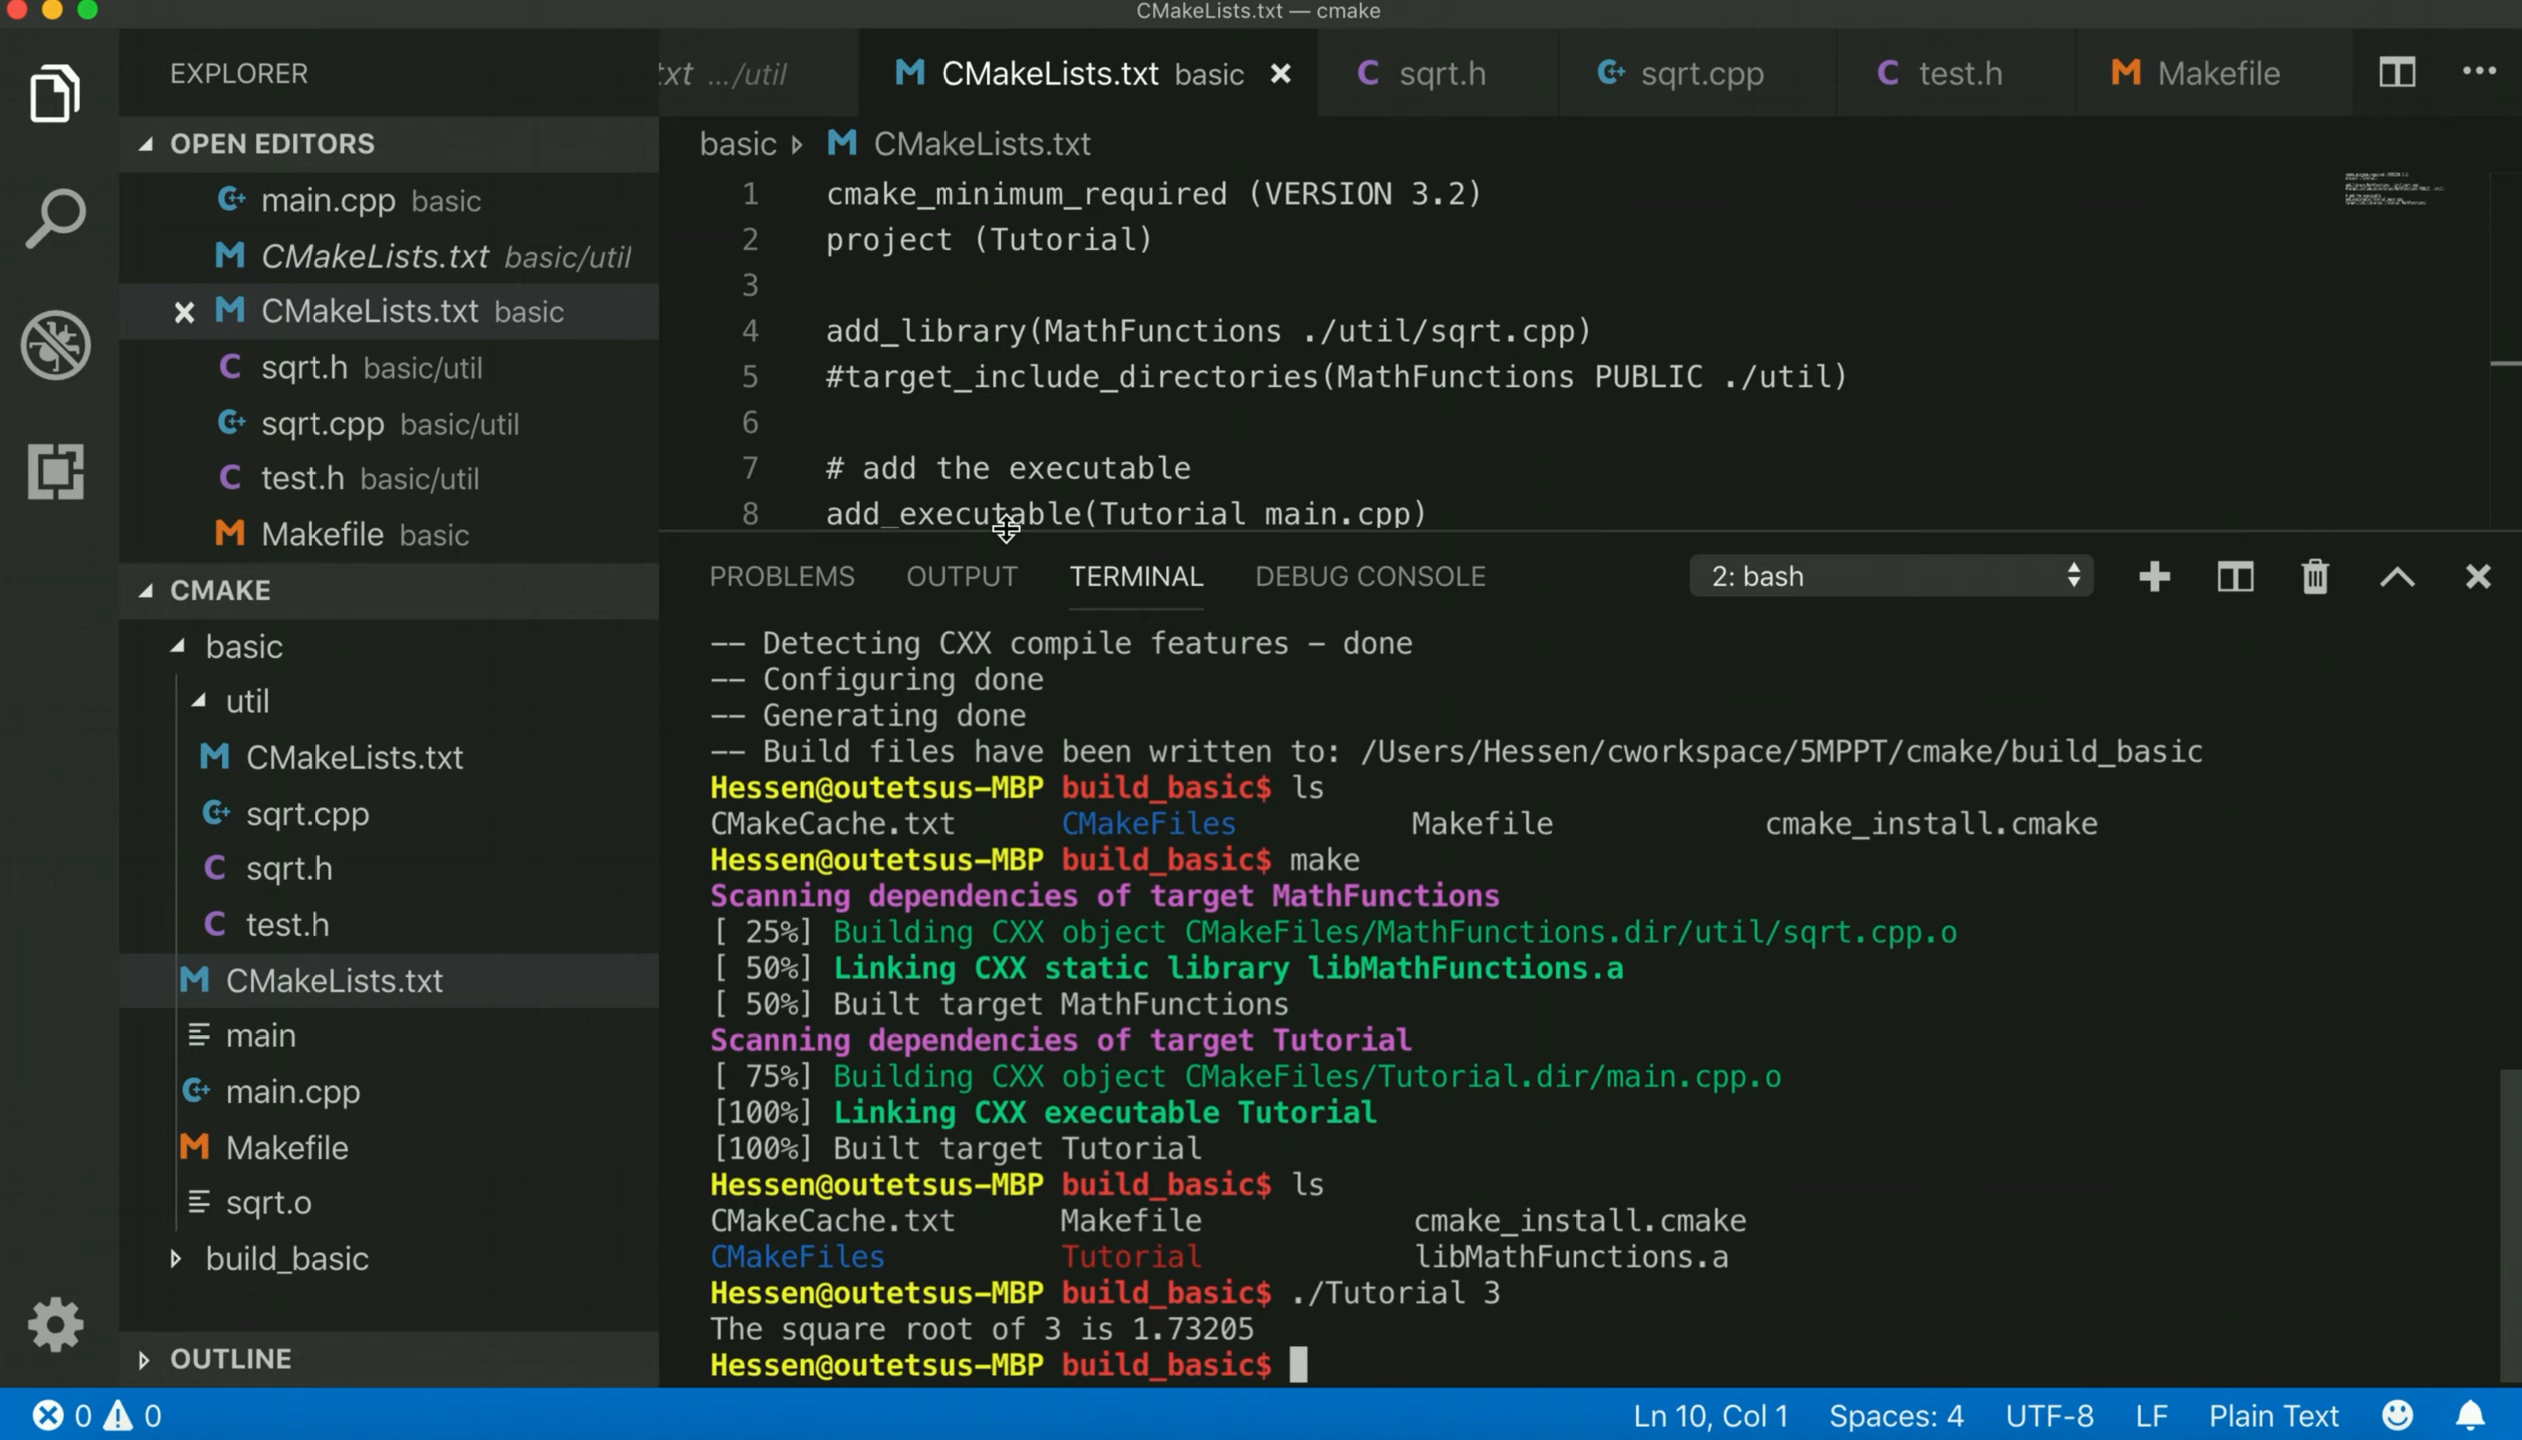 CMakeLists.txt — cmake
EXPLORER
OPEN EDITORS
main.cpp basic
CMakeLists.txt basic/util
CMakeLists.txt basic
sqrt.h basic/util
sqrt.cpp basic/util
test.h basic/util
Makefile basic
CMAKE
basic
util
CMakeLists.txt
sqrt.cpp
sqrt.h
test.h
CMakeLists.txt
main
main.cpp
Makefile
sqrt.o
build_basic
OUTLINE
xt .../util CMakeLists.txt basic sqrt.h sqrt.cpp test.h Makefile
basic CMakeLists.txt
1 cmake_minimum_required (VERSION 3.2)
2 project (Tutorial)
3
4 add_library(MathFunctions ./util/sqrt.cpp)
5 #target_include_directories(MathFunctions PUBLIC ./util)
6
7 # add the executable
8 add_executable(Tutorial main.cpp)
PROBLEMS OUTPUT TERMINAL DEBUG CONSOLE 2: bash
-- Detecting CXX compile features - done
-- Configuring done
-- Generating done
-- Build files have been written to: /Users/Hessen/cworkspace/5MPPT/cmake/build_basic
Hessen@outetsus-MBP build_basic$ ls
CMakeCache.txt CMakeFiles Makefile cmake_install.cmake
Hessen@outetsus-MBP build_basic$ make
Scanning dependencies of target MathFunctions
[ 25%] Building CXX object CMakeFiles/MathFunctions.dir/util/sqrt.cpp.o
[ 50%] Linking CXX static library libMathFunctions.a
[ 50%] Built target MathFunctions
Scanning dependencies of target Tutorial
[ 75%] Building CXX object CMakeFiles/Tutorial.dir/main.cpp.o
[100%] Linking CXX executable Tutorial
[100%] Built target Tutorial
Hessen@outetsus-MBP build_basic$ ls
CMakeCache.txt Makefile cmake_install.cmake
CMakeFiles Tutorial libMathFunctions.a
Hessen@outetsus-MBP build_basic$ ./Tutorial 3
The square root of 3 is 1.73205
Hessen@outetsus-MBP build_basic$
0 0 Ln 10, Col 1 Spaces: 4 UTF-8 LF Plain Text